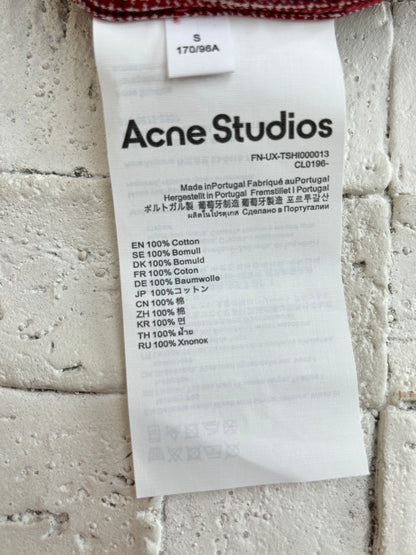 S
170/96A
Acne Studios
FN-UX-TSHI000013
CL0196-
Made inPortugal Fabriqué auPortugal
Hergestellt in Portugal Fremstillet i Portugal
ポルトガル製 葡萄牙制造 葡萄牙製造 포르투갈산
ผลิตในโปรตุเกส Сделано в Португалии
EN 100% Cotton
SE 100% Bomull
DK 100% Bomuld
FR 100% Coton
DE 100% Baumwolle
JP 100%コットン
CN 100% 棉
ZH 100% 棉
KR 100% 면
TH 100% ฝ้าย
RU 100% Хлопок